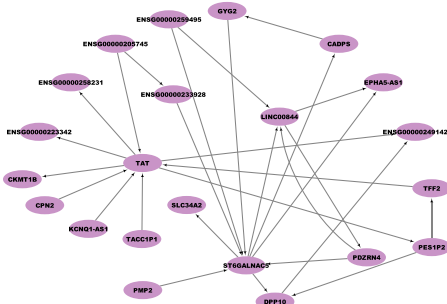 GYG2
ENSG00000259495
ENSG00000205745
CADPS
ENSG00000258231
EPHA5-AS1
ENSG00000233928
LINC00844
ENSG00000223342
ENSG00000249142
TAT
CKMT1B
TFF2
CPN2
SLC34A2
KCNQ1-AS1
TACC1P1
PES1P2
PDZRN4
ST6GALNAC5
PMP2
DPP10